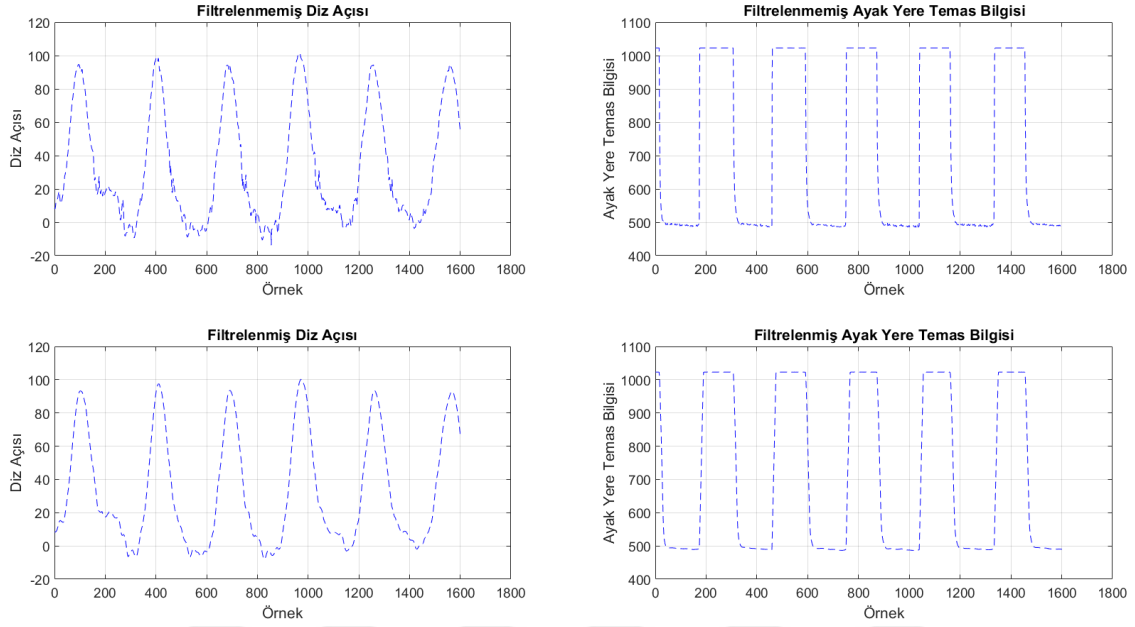 Filtrelenmemiş Diz Açısı
120
100
80
60
40
20
0
-20
Diz Açısı
0 200 400 600 800 1000 1200 1400 1600 1800
Örnek
Filtrelenmemiş Ayak Yere Temas Bilgisi
1100
1000
900
800
700
600
500
400
Ayak Yere Temas Bilgisi
0 200 400 600 800 1000 1200 1400 1600 1800
Örnek
Filtrelenmiş Diz Açısı
120
100
80
60
40
20
0
-20
Diz Açısı
0 200 400 600 800 1000 1200 1400 1600 1800
Örnek
Filtrelenmiş Ayak Yere Temas Bilgisi
1100
1000
900
800
700
600
500
400
Ayak Yere Temas Bilgisi
0 200 400 600 800 1000 1200 1400 1600 1800
Örnek